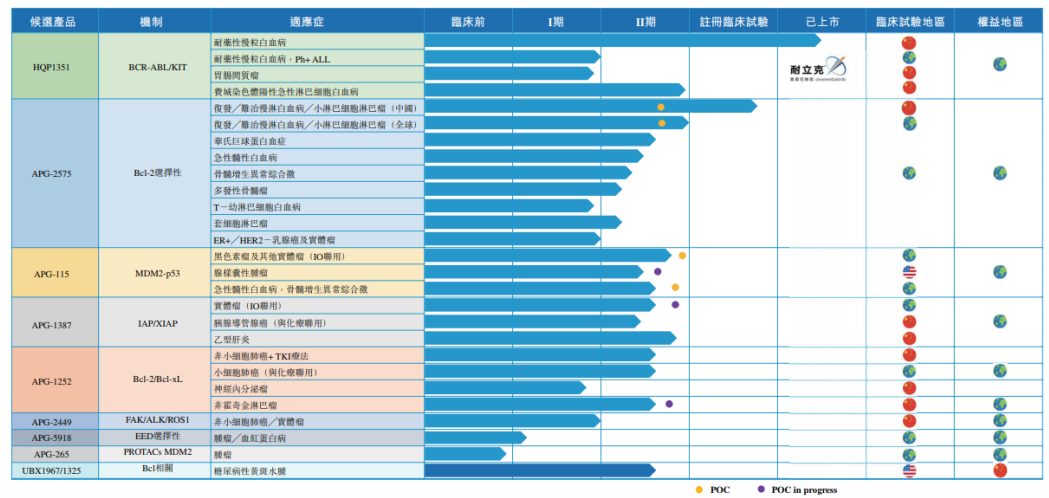 候選產品 機制 適應症 臨床前 I期 II期 註冊臨床試驗 已上市 臨床試驗地區 權益地區
HQP1351 BCR-ABL/KIT
耐藥性慢粒白血病
耐藥性慢粒白血病，Ph+ ALL
胃腸間質瘤
費城染色體陽性急性淋巴細胞白血病
耐立克
APG-2575 Bcl-2選擇性
復發／難治慢淋白血病／小淋巴細胞淋巴瘤（中國）
復發／難治慢淋白血病／小淋巴細胞淋巴瘤（全球）
華氏巨球蛋白血症
急性髓性白血病
骨髓增生異常綜合徵
多發性骨髓瘤
T－幼淋巴細胞白血病
套細胞淋巴瘤
ER+／HER2－乳腺癌及實體瘤
APG-115 MDM2-p53
黑色素瘤及其他實體瘤（IO聯用）
腺樣囊性腫瘤
急性髓性白血病，骨髓增生異常綜合徵
APG-1387 IAP/XIAP
實體瘤（IO聯用）
胰腺導管腺癌（與化療聯用）
乙型肝炎
APG-1252 Bcl-2/Bcl-xL
非小細胞肺癌+ TKI療法
小細胞肺癌（與化療聯用）
神經內分泌瘤
非霍奇金淋巴瘤
APG-2449 FAK/ALK/ROS1 非小細胞肺癌／實體瘤
APG-5918 EED選擇性 腫瘤／血紅蛋白病
APG-265 PROTACs MDM2 腫瘤
UBX1967/1325 Bcl相關 糖尿病性黃斑水腫
POC POC in progress